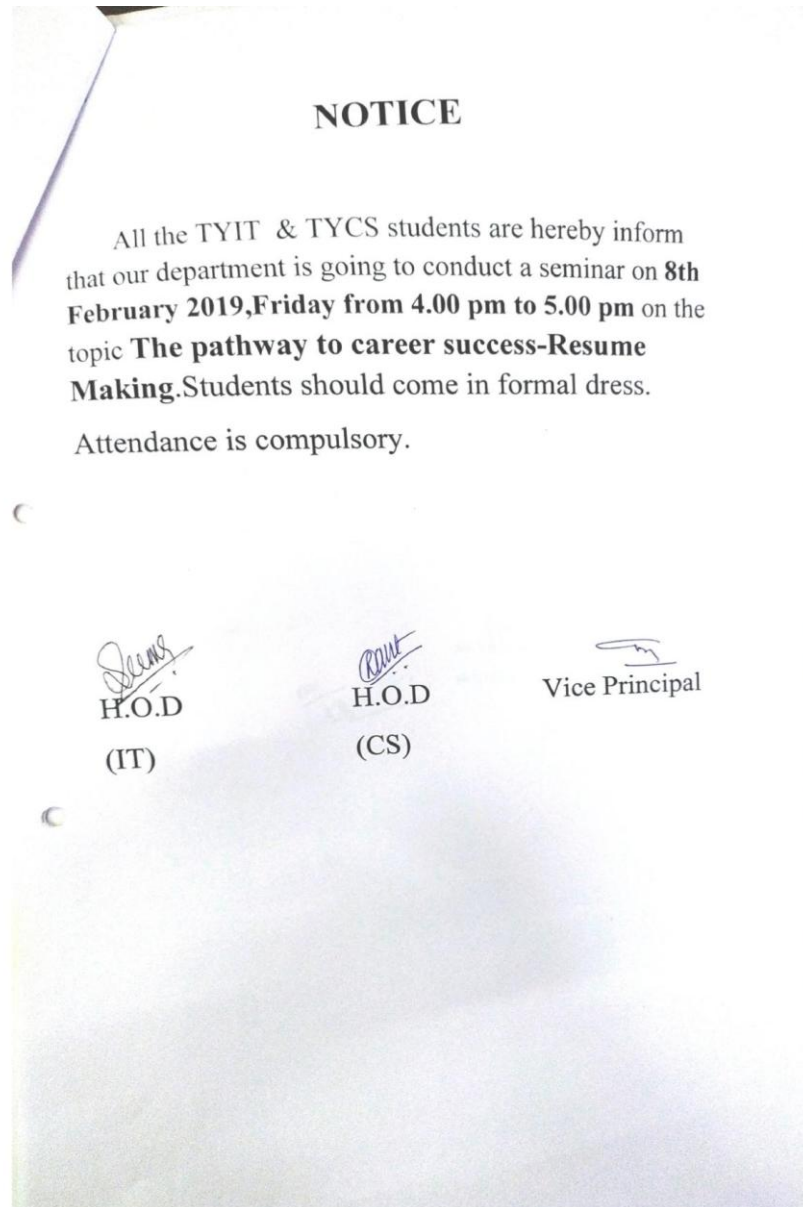 NOTICE
All the TYIT & TYCS students are hereby inform
that our department is going to conduct a seminar on 8th
February 2019,Friday from 4.00 pm to 5.00 pm on the
topic The pathway to career success-Resume
Making.Students should come in formal dress.
Attendance is compulsory.
H.O.D H.O.D Vice Principal
(IT) (CS)